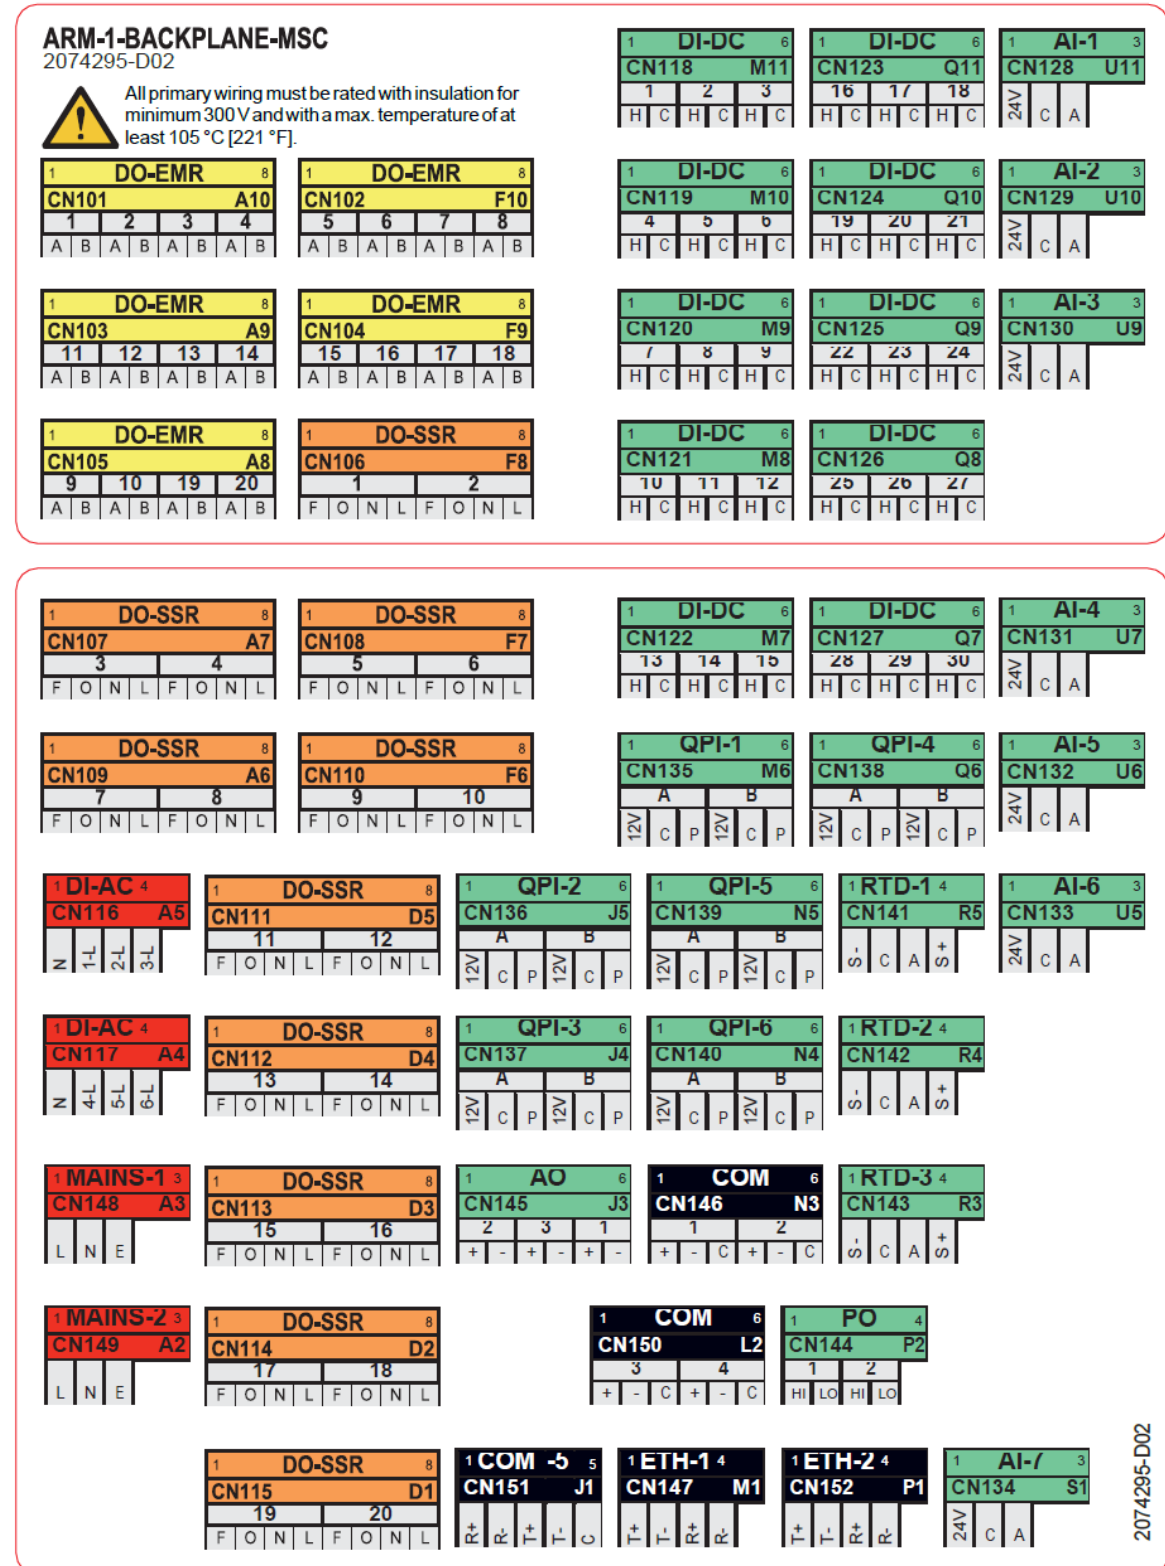 ARM-1-BACKPLANE-MSC
2074295-D02
All primary wiring must be rated with insulation for
minimum 300 V and with a max. temperature of at
least 105 °C [221 °F].
1 DI-DC 6
CN118 M11
1 2 3
H C H C H C
1 DI-DC 6
CN123 Q11
16 17 18
H C H C H C
1 AI-1 3
CN128 U11
24V C A
1 DO-EMR 8
CN101 A10
1 2 3 4
A B A B A B A B
1 DO-EMR 8
CN102 F10
5 6 7 8
A B A B A B A B
1 DI-DC 6
CN119 M10
4 5 6
H C H C H C
1 DI-DC 6
CN124 Q10
19 20 21
H C H C H C
1 AI-2 3
CN129 U10
24V C A
1 DO-EMR 8
CN103 A9
11 12 13 14
A B A B A B A B
1 DO-EMR 8
CN104 F9
15 16 17 18
A B A B A B A B
1 DI-DC 6
CN120 M9
7 8 9
H C H C H C
1 DI-DC 6
CN125 Q9
22 23 24
H C H C H C
1 AI-3 3
CN130 U9
24V C A
1 DO-EMR 8
CN105 A8
9 10 19 20
A B A B A B A B
1 DO-SSR 8
CN106 F8
1 2
F O N L F O N L
1 DI-DC 6
CN121 M8
10 11 12
H C H C H C
1 DI-DC 6
CN126 Q8
25 26 27
H C H C H C
1 DO-SSR 8
CN107 A7
3 4
F O N L F O N L
1 DO-SSR 8
CN108 F7
5 6
F O N L F O N L
1 DI-DC 6
CN122 M7
13 14 15
H C H C H C
1 DI-DC 6
CN127 Q7
28 29 30
H C H C H C
1 AI-4 3
CN131 U7
24V C A
1 DO-SSR 8
CN109 A6
7 8
F O N L F O N L
1 DO-SSR 8
CN110 F6
9 10
F O N L F O N L
1 QPI-1 6
CN135 M6
A B
12V C P 12V C P
1 QPI-4 6
CN138 Q6
A B
12V C P 12V C P
1 AI-5 3
CN132 U6
24V C A
1 DI-AC 4
CN116 A5
N 1-L 2-L 3-L
1 DO-SSR 8
CN111 D5
11 12
F O N L F O N L
1 QPI-2 6
CN136 J5
A B
12V C P 12V C P
1 QPI-5 6
CN139 N5
A B
12V C P 12V C P
1 RTD-1 4
CN141 R5
S- C A S+
1 AI-6 3
CN133 U5
24V C A
1 DI-AC 4
CN117 A4
N 4-L 5-L 6-L
1 DO-SSR 8
CN112 D4
13 14
F O N L F O N L
1 QPI-3 6
CN137 J4
A B
12V C P 12V C P
1 QPI-6 6
CN140 N4
A B
12V C P 12V C P
1 RTD-2 4
CN142 R4
S- C A S+
1 MAINS-1 3
CN148 A3
L N E
1 DO-SSR 8
CN113 D3
15 16
F O N L F O N L
1 AO 6
CN145 J3
2 3 1
+ - + - + -
1 COM 6
CN146 N3
1 2
+ - C + - C
1 RTD-3 4
CN143 R3
S- C A S+
1 MAINS-2 3
CN149 A2
L N E
1 DO-SSR 8
CN114 D2
17 18
F O N L F O N L
1 COM 6
CN150 L2
3 4
+ - C + - C
1 PO 4
CN144 P2
1 2
HI LO HI LO
1 DO-SSR 8
CN115 D1
19 20
F O N L F O N L
1 COM -5 5
CN151 J1
R+ R- T+ T- C
1 ETH-1 4
CN147 M1
T+ T- R+ R-
1 ETH-2 4
CN152 P1
T+ T- R+ R-
1 AI-7 3
CN134 S1
24V C A
2074295-D02